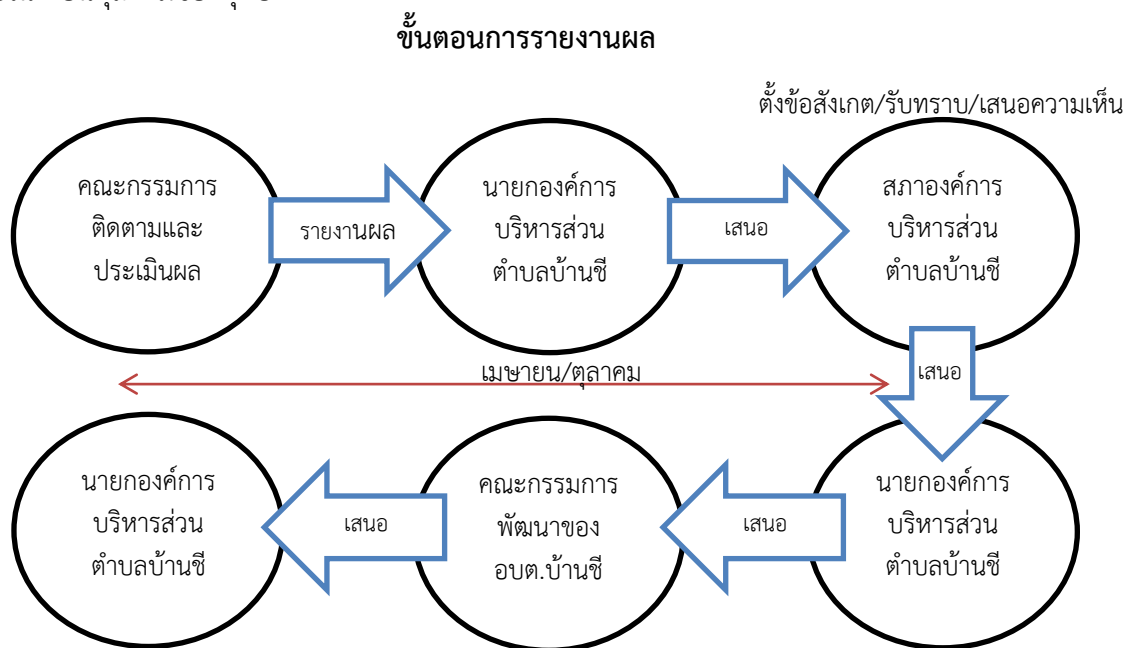 ขั้นตอนการรายงานผล
ตั้งข้อสังเกต/รับทราบ/เสนอความเห็น
คณะกรรมการ
ติดตามและ
ประเมินผล
รายงานผล
นายกองค์การ
บริหารส่วน
ตำบลบ้านชี
เสนอ
สภาองค์การ
บริหารส่วน
ตำบลบ้านชี
เสนอ
เมษายน/ตุลาคม
นายกองค์การ
บริหารส่วน
ตำบลบ้านชี
เสนอ
คณะกรรมการ
พัฒนาของ
อบต.บ้านชี
เสนอ
นายกองค์การ
บริหารส่วน
ตำบลบ้านชี